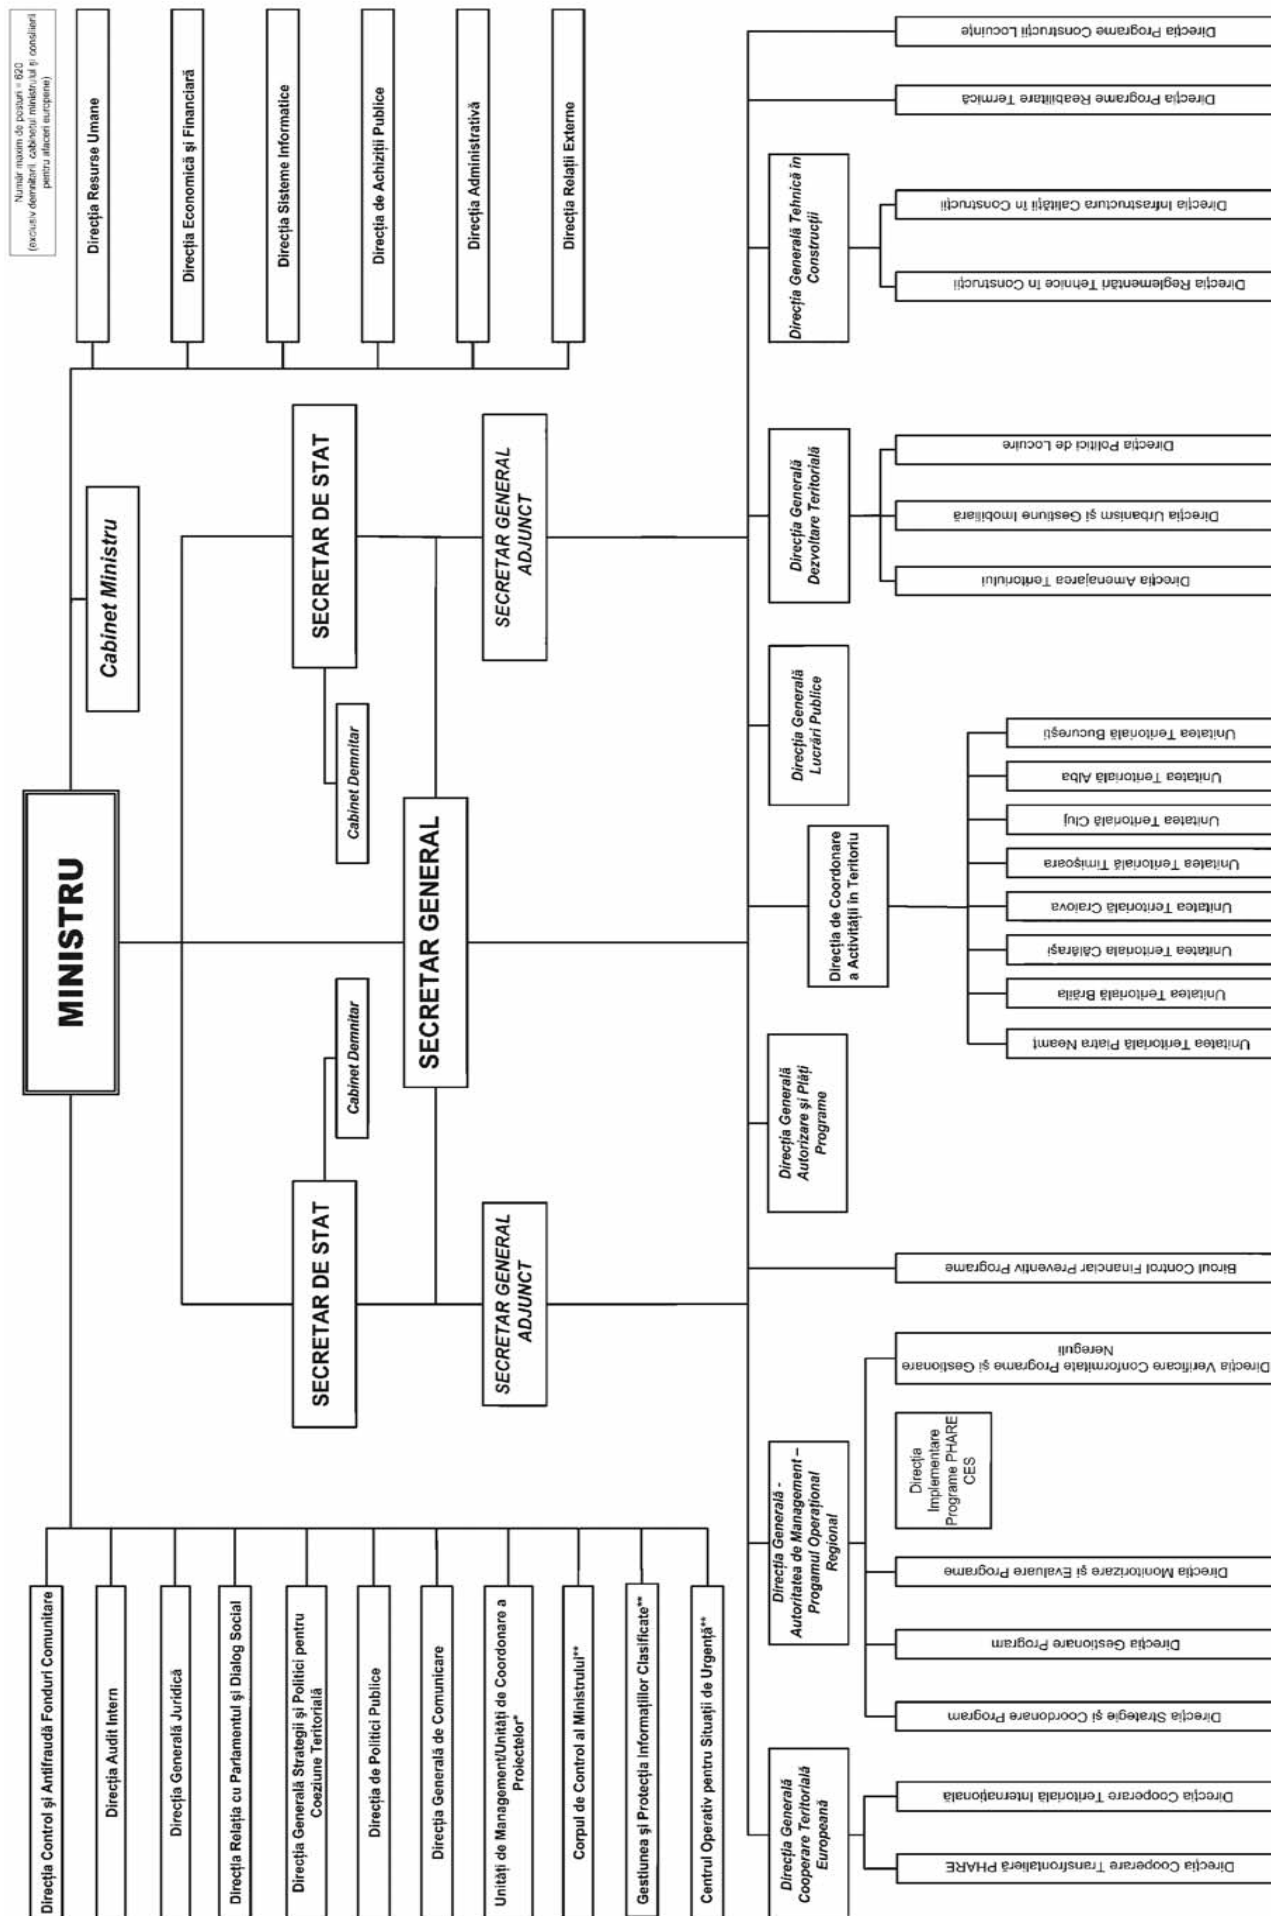 Număr maxim de posturi = 620
(exclusiv demnitarii, cabinetul ministrului și consilierii
pentru afaceri europene)
MINISTRU
Cabinet Ministru
Direcția Control și Antifraudă Fonduri Comunitare
Direcția Audit Intern
Direcția Generală Juridică
Direcția Relația cu Parlamentul și Dialog Social
Direcția Generală Strategii și Politici pentru
Coeziune Teritorială
Direcția de Politici Publice
Direcția Generală de Comunicare
Unități de Management/Unități de Coordonare a
Proiectelor*
Corpul de Control al Ministrului**
Gestiunea și Protecția Informațiilor Clasificate**
Centrul Operativ pentru Situații de Urgență**
Direcția Resurse Umane
Direcția Economică și Financiară
Direcția Sisteme Informatice
Direcția de Achiziții Publice
Direcția Administrativă
Direcția Relații Externe
SECRETAR DE STAT
Cabinet Demnitar
Cabinet Demnitar
SECRETAR DE STAT
SECRETAR GENERAL
SECRETAR GENERAL
ADJUNCT
SECRETAR GENERAL
ADJUNCT
Direcția Generală
Cooperare Teritorială
Europeană
Direcția Cooperare Transfrontalieră PHARE
Direcția Cooperare Teritorială Internațională
Direcția Generală -
Autoritatea de Management –
Progamul Operațional
Regional
Direcția Strategie și Coordonare Program
Direcția Gestionare Program
Direcția Monitorizare și Evaluare Programe
Direcția
Implementare
Programe PHARE
CES
Direcția Verificare Conformitate Programe și Gestionare
Nereguli
Biroul Control Financiar Preventiv Programe
Direcția Generală
Autorizare și Plăți
Programe
Direcția de Coordonare
a Activității în Teritoriu
Unitatea Teritorială Piatra Neamț
Unitatea Teritorială Brăila
Unitatea Teritorială Călărași
Unitatea Teritorială Craiova
Unitatea Teritorială Timișoara
Unitatea Teritorială Cluj
Unitatea Teritorială Alba
Unitatea Teritorială București
Direcția Generală
Lucrări Publice
Direcția Generală
Dezvoltare Teritorială
Direcția Amenajarea Teritoriului
Direcția Urbanism și Gestiune Imobiliară
Direcția Politici de Locuire
Direcția Generală Tehnică în
Construcții
Direcția Reglementări Tehnice în Construcții
Direcția Infrastructura Calității în Construcții
Direcția Programe Reabilitare Termică
Direcția Programe Construcții Locuințe